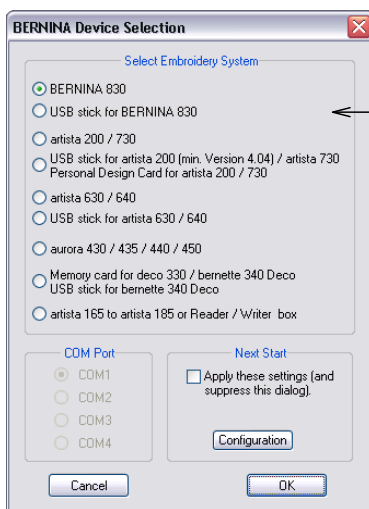 BERNINA Device Selection
Select Embroidery System
BERNINA 830
USB stick for BERNINA 830
artista 200 / 730
USB stick for artista 200 (min. Version 4.04) / artista 730
Personal Design Card for artista 200 / 730
artista 630 / 640
USB stick for artista 630 / 640
aurora 430 / 435 / 440 / 450
Memory card for deco 330 / bernette 340 Deco
USB stick for bernette 340 Deco
artista 165 to artista 185 or Reader / Writer box
COM Port
COM1
COM2
COM3
COM4
Next Start
Apply these settings (and
suppress this dialog).
Configuration
Cancel
OK